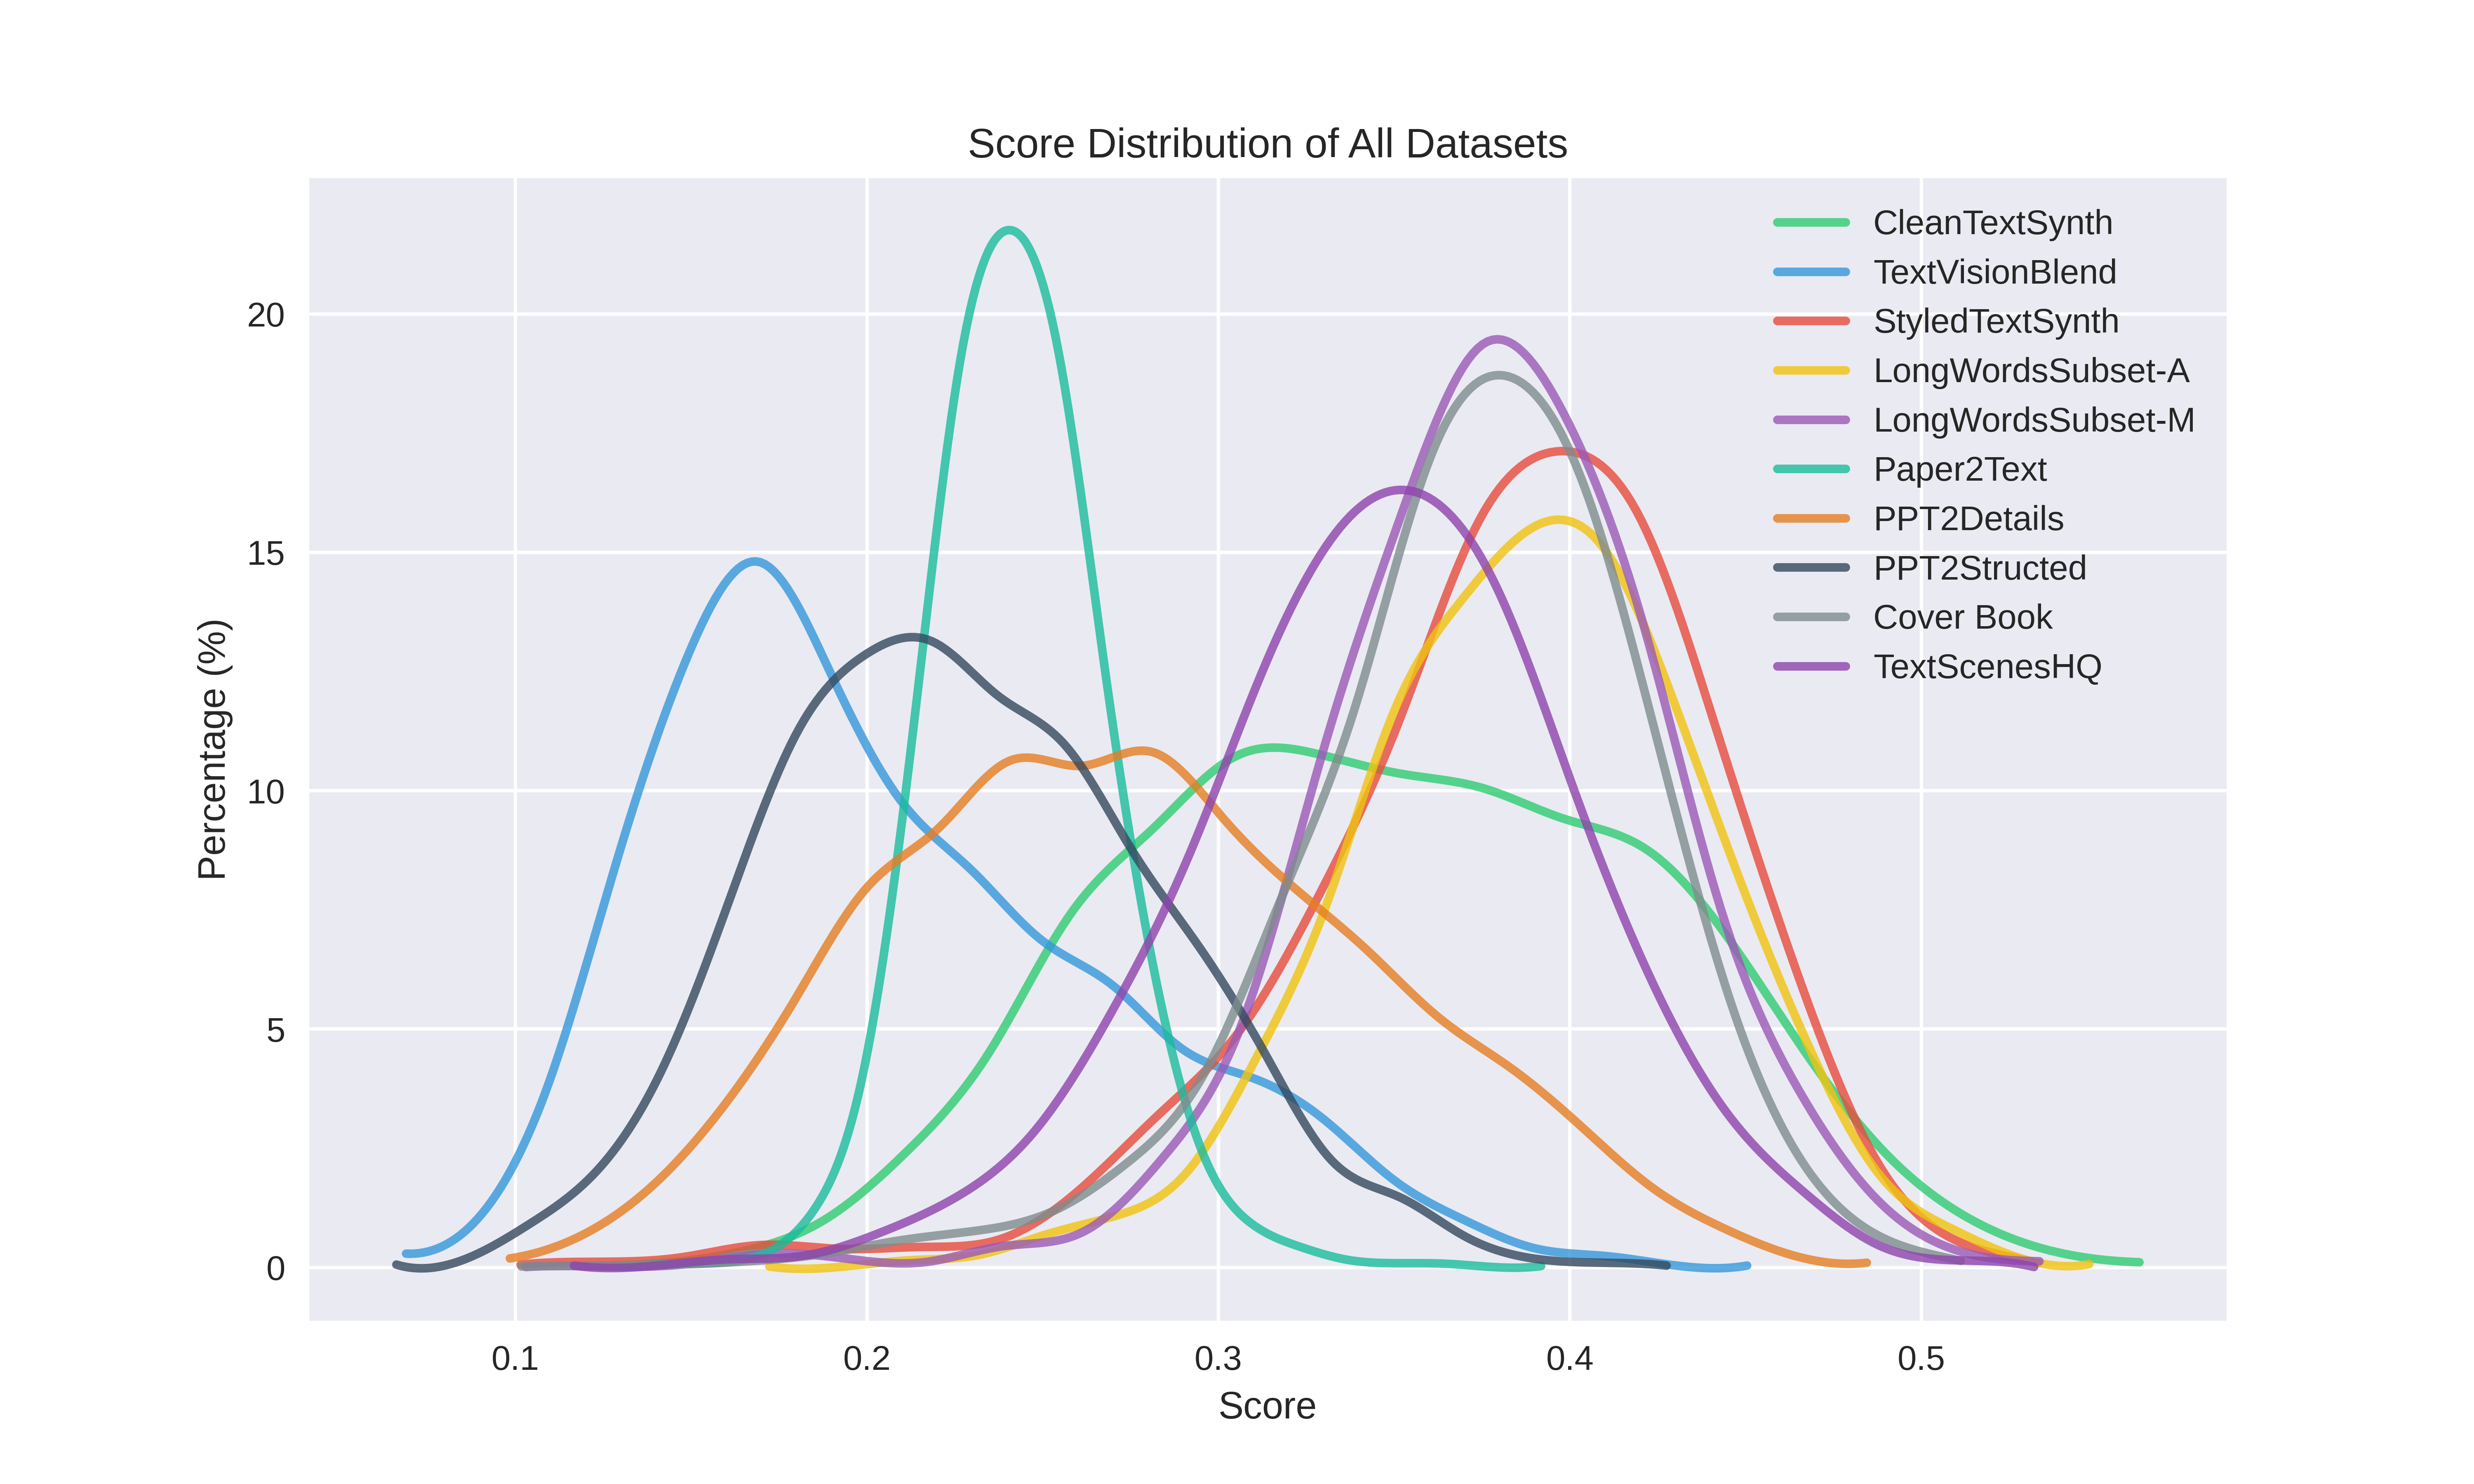 Score Distribution of All Datasets
CleanTextSynth
TextVisionBlend
StyledTextSynth
LongWordsSubset-A
LongWordsSubset-M
Paper2Text
PPT2Details
PPT2Structed
Cover Book
TextScenesHQ
Percentage (%)
20
15
10
5
0
0.1 0.2 0.3 0.4 0.5
Score